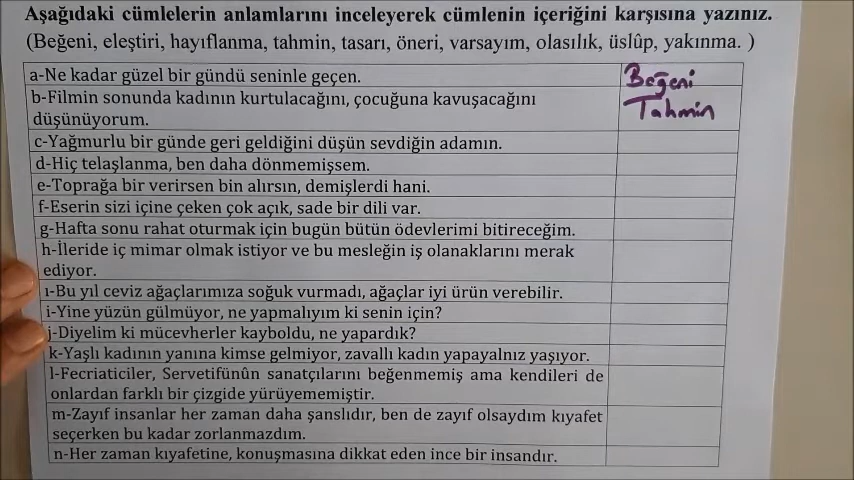 Aşağıdaki cümlelerin anlamlarını inceleyerek cümlenin içeriğini karşısına yazınız.
(Beğeni, eleştiri, hayıflanma, tahmin, tasarı, öneri, varsayım, olasılık, üslûp, yakınma. )
a-Ne kadar güzel bir gündü seninle geçen. Beğeni
b-Filmin sonunda kadının kurtulacağını, çocuğuna kavuşacağını
düşünüyorum. Tahmin
c-Yağmurlu bir günde geri geldiğini düşün sevdiğin adamın.
d-Hiç telaşlanma, ben daha dönmemişsem.
e-Toprağa bir verirsen bin alırsın, demişlerdi hani.
f-Eserin sizi içine çeken çok açık, sade bir dili var.
g-Hafta sonu rahat oturmak için bugün bütün ödevlerimi bitireceğim.
h-İleride iç mimar olmak istiyor ve bu mesleğin iş olanaklarını merak
ediyor.
ı-Bu yıl ceviz ağaçlarımıza soğuk vurmadı, ağaçlar iyi ürün verebilir.
i-Yine yüzün gülmüyor, ne yapmalıyım ki senin için?
j-Diyelim ki mücevherler kayboldu, ne yapardık?
k-Yaşlı kadının yanına kimse gelmiyor, zavallı kadın yapayalnız yaşıyor.
l-Fecriaticiler, Servetifünûn sanatçılarını beğenmemiş ama kendileri de
onlardan farklı bir çizgide yürüyememiştir.
m-Zayıf insanlar her zaman daha şanslıdır, ben de zayıf olsaydım kıyafet
seçerken bu kadar zorlanmazdım.
n-Her zaman kıyafetine, konuşmasına dikkat eden ince bir insandır.